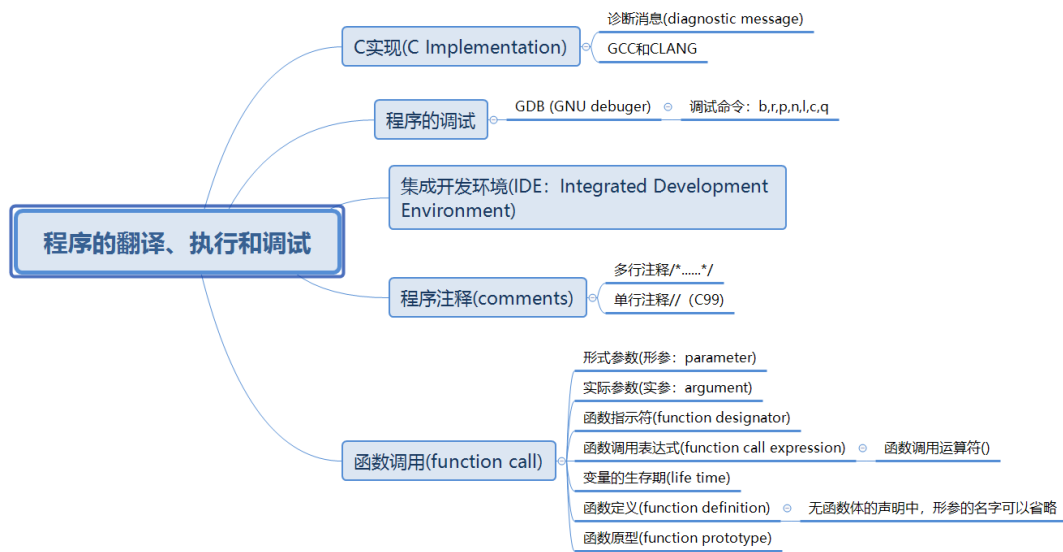 程序的翻译、执行和调试
C实现(C Implementation)
诊断消息(diagnostic message)
GCC和CLANG
程序的调试
GDB (GNU debuger)
调试命令：b,r,p,n,l,c,q
集成开发环境(IDE：Integrated Development
Environment)
程序注释(comments)
多行注释/*......*/
单行注释//（C99)
函数调用(function call)
形式参数(形参：parameter)
实际参数(实参：argument)
函数指示符(function designator)
函数调用表达式(function call expression)
函数调用运算符()
变量的生存期(life time)
函数定义(function definition)
无函数体的声明中，形参的名字可以省略
函数原型(function prototype)